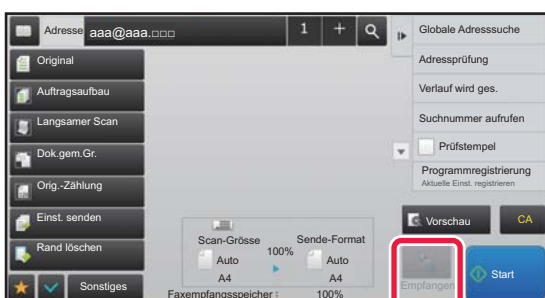 Adresse aaa@aaa.□□□ 1 +
Original
Auftragsaufbau
Langsamer Scan
Dok.gem.Gr.
Orig.-Zählung
Einst. senden
Rand löschen
Sonstiges
Scan-Grösse
100%
Sende-Format
Auto
Auto
A4
A4
Faxempfangsspeicher : 100%
Globale Adresssuche
Adressprüfung
Verlauf wird ges.
Suchnummer aufrufen
Prüfstempel
Programmregistrierung
Aktuelle Einst. registrieren
Vorschau
CA
Empfangen
Start